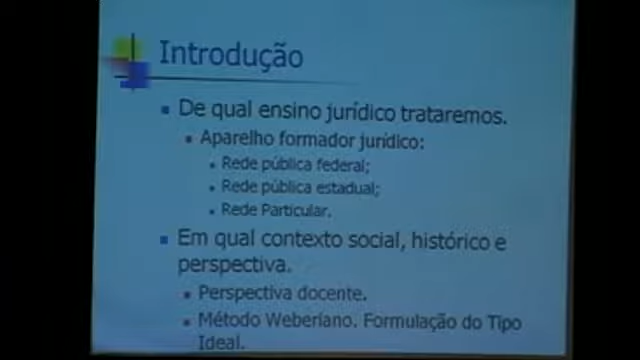 Introdução
De qual ensino jurídico trataremos.
Aparelho formador jurídico:
Rede pública federal;
Rede pública estadual;
Rede Particular.
Em qual contexto social, histórico e
perspectiva.
Perspectiva docente.
Método Weberiano. Formulação do Tipo
Ideal.